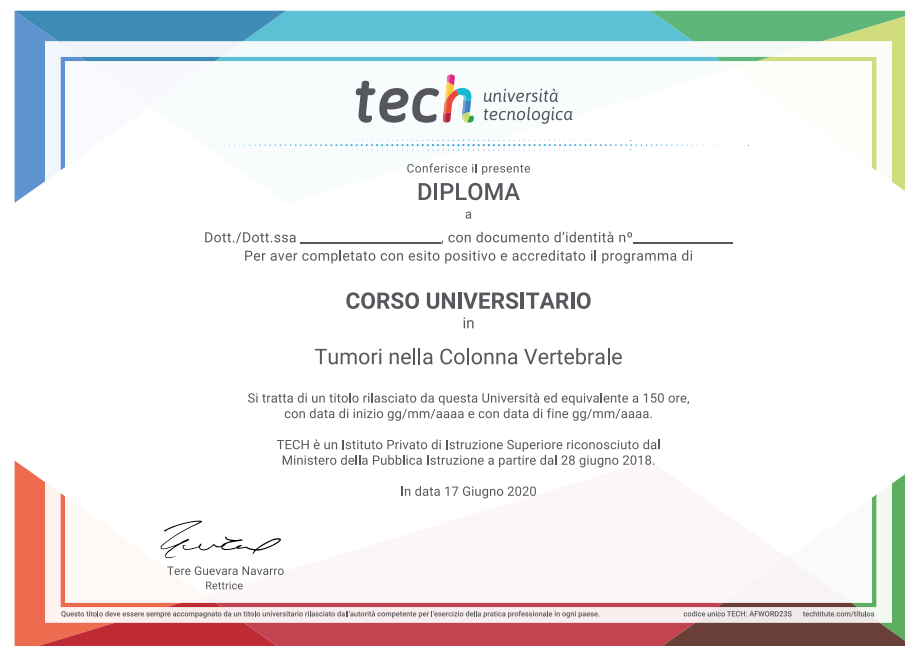 tech università
tecnologica
Conferisce il presente
DIPLOMA
a
Dott./Dott.ssa ____________________, con documento d'identità nº______________
Per aver completato con esito positivo e accreditato il programma di
CORSO UNIVERSITARIO
in
Tumori nella Colonna Vertebrale
Si tratta di un titolo rilasciato da questa Università ed equivalente a 150 ore,
con data di inizio gg/mm/aaaa e con data di fine gg/mm/aaaa.
TECH è un Istituto Privato di Istruzione Superiore riconosciuto dal
Ministero della Pubblica Istruzione a partire dal 28 giugno 2018.
In data 17 Giugno 2020
Tere Guevara Navarro
Rettrice
Questo titolo deve essere sempre accompagnato da un titolo universitario rilasciato dall'autorità competente per l'esercizio della pratica professionale in ogni paese. codice unico TECH: AFWORD23S techtitute.com/titulos